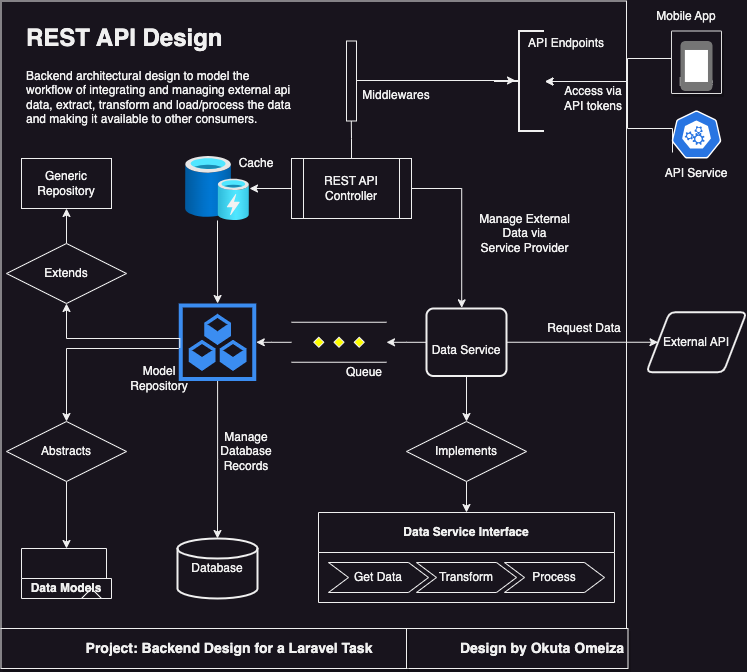 REST API Design
Backend architectural design to model the
workflow of integrating and managing external api
data, extract, transform and load/process the data
and making it available to other consumers.
Mobile App
API Endpoints
Middlewares
Access via
API tokens
API Service
Generic
Repository
Cache
REST API
Controller
Manage External
Data via
Service Provider
Extends
Request Data
External API
Data Service
Queue
Model
Repository
Abstracts
Manage
Database
Records
Implements
Data Service Interface
Get Data
Transform
Process
Database
Data Models
Project: Backend Design for a Laravel Task
Design by Okuta Omeiza